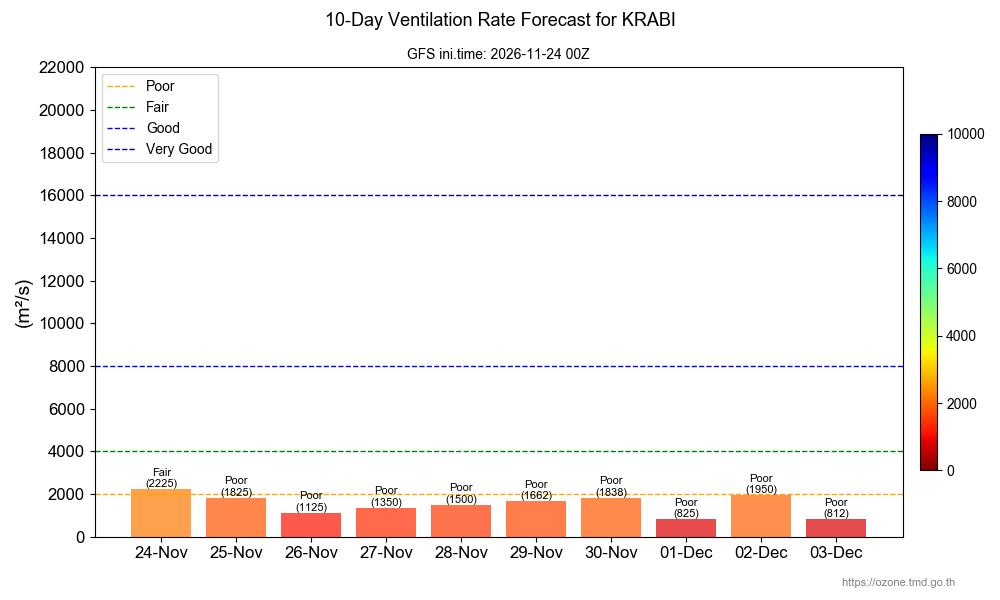 10-Day Ventilation Rate Forecast for KRABI
GFS ini.time: 2026-11-24 00Z
(m²/s)
22000
20000
18000
16000
14000
12000
10000
8000
6000
4000
2000
0
Poor
Fair
Good
Very Good
Fair
(2225)
Poor
(1825)
Poor
(1125)
Poor
(1350)
Poor
(1500)
Poor
(1662)
Poor
(1838)
Poor
(825)
Poor
(1950)
Poor
(812)
24-Nov 25-Nov 26-Nov 27-Nov 28-Nov 29-Nov 30-Nov 01-Dec 02-Dec 03-Dec
10000
8000
6000
4000
2000
0
https://ozone.tmd.go.th